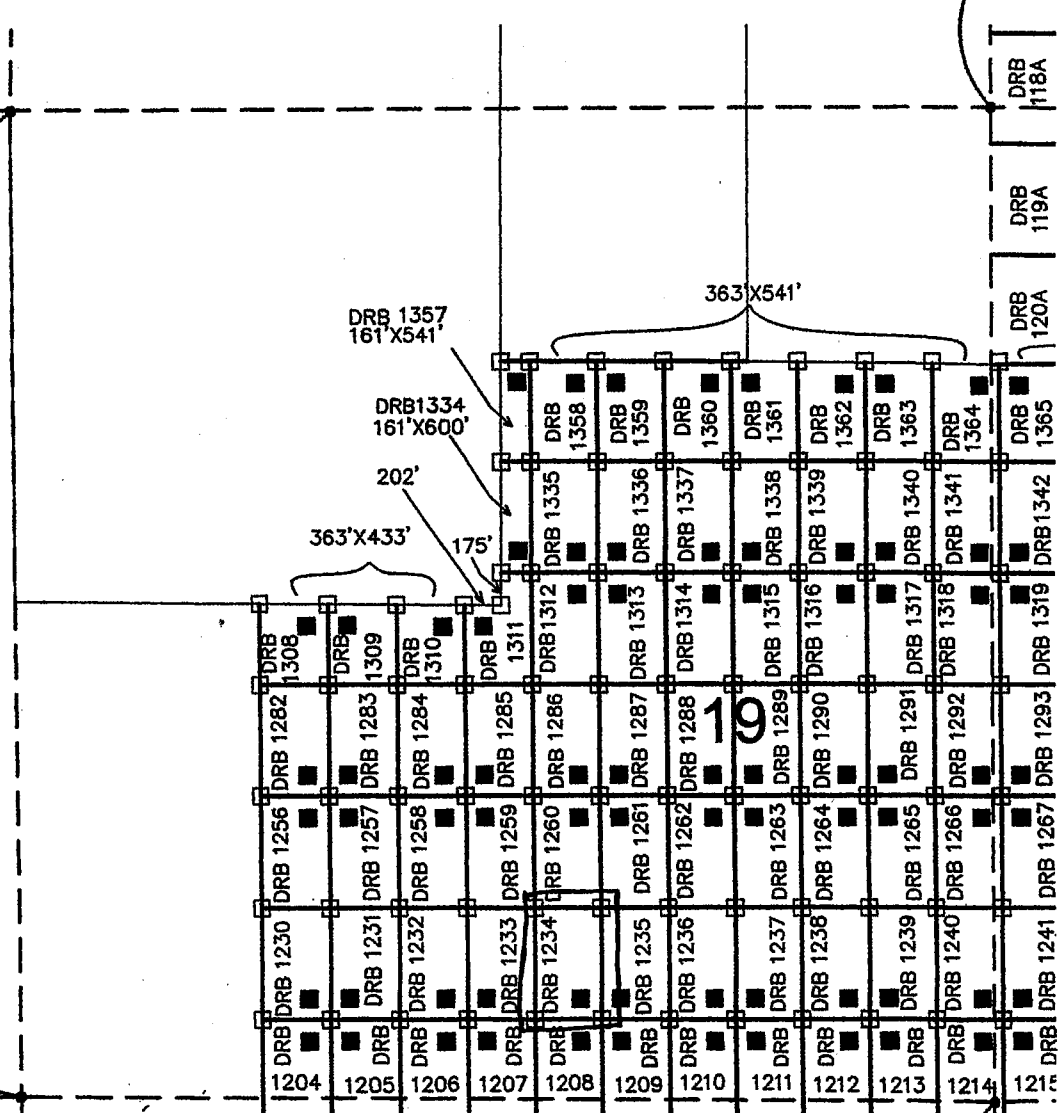 DRB
118A
DRB
119A
DRB
120A
363'X541'
DRB 1357
161'X541'
DRB1334
161'X600'
202'
363'X433'
175'
DRB
1358
DRB
1359
DRB
1360
DRB
1361
DRB
1362
DRB
1363
DRB
1364
DRB
1365
DRB 1335
DRB 1336
DRB 1337
DRB 1338
DRB 1339
DRB 1340
DRB 1341
DRB1342
DRB
1308
DRB
1309
DRB
1310
DRB
1311
DRB1312
DRB 1313
DRB 1314
DRB 1315
DRB 1316
DRB 1317
DRB 1318
DRB 1319
DRB 1282
DRB 1283
DRB 1284
DRB 1285
DRB 1286
DRB 1287
DRB 1288
19
DRB 1289
DRB 1290
DRB 1291
DRB 1292
DRB 1293
DRB 1256
DRB 1257
DRB 1258
DRB 1259
DRB 1260
DRB 1261
DRB 1262
DRB 1263
DRB 1264
DRB 1265
DRB 1266
DRB 1267
DRB 1230
DRB 1231
DRB 1232
DRB 1233
DRB 1234
DRB 1235
DRB 1236
DRB 1237
DRB 1238
DRB 1239
DRB 1240
DRB 1241
DRB
1204
DRB
1205
DRB
1206
DRB
1207
DRB
1208
DRB
1209
DRB
1210
DRB
1211
DRB
1212
DRB
1213
DRB
1214
DRB
1215